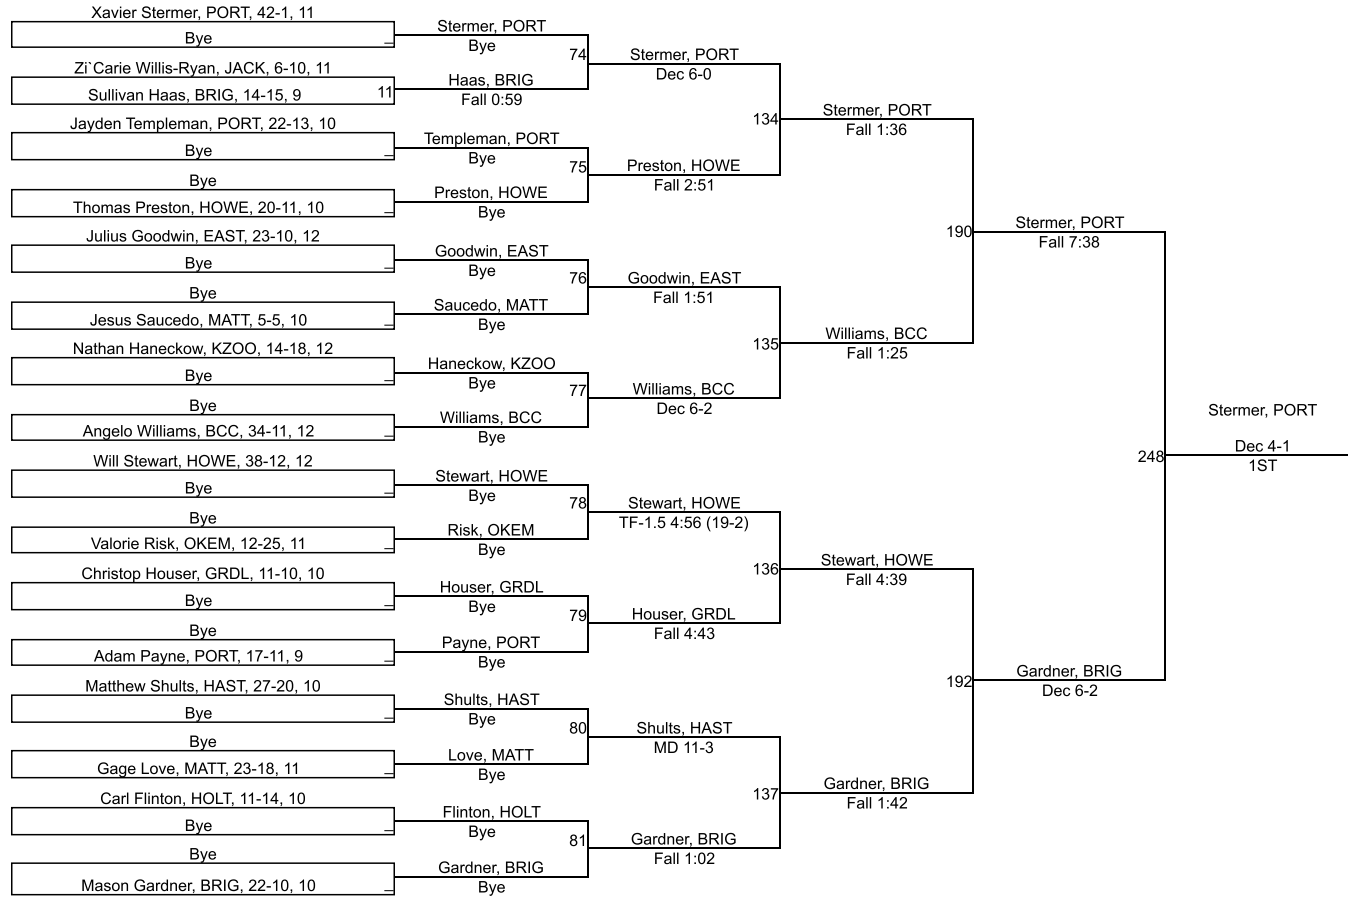 Xavier Stermer, PORT, 42-1, 11
Bye
_
Zi`Carie Willis-Ryan, JACK, 6-10, 11
Sullivan Haas, BRIG, 14-15, 9
11
Jayden Templeman, PORT, 22-13, 10
Bye
_
Bye
Thomas Preston, HOWE, 20-11, 10
_
Julius Goodwin, EAST, 23-10, 12
Bye
_
Bye
Jesus Saucedo, MATT, 5-5, 10
_
Nathan Haneckow, KZOO, 14-18, 12
Bye
_
Bye
Angelo Williams, BCC, 34-11, 12
_
Will Stewart, HOWE, 38-12, 12
Bye
_
Bye
Valorie Risk, OKEM, 12-25, 11
_
Christop Houser, GRDL, 11-10, 10
Bye
_
Bye
Adam Payne, PORT, 17-11, 9
_
Matthew Shults, HAST, 27-20, 10
Bye
_
Bye
Gage Love, MATT, 23-18, 11
_
Carl Flinton, HOLT, 11-14, 10
Bye
_
Bye
Mason Gardner, BRIG, 22-10, 10
_
Stermer, PORT
Bye
74
Haas, BRIG
Fall 0:59
Templeman, PORT
Bye
75
Preston, HOWE
Bye
Goodwin, EAST
Bye
76
Saucedo, MATT
Bye
Haneckow, KZOO
Bye
77
Williams, BCC
Bye
Stewart, HOWE
Bye
78
Risk, OKEM
Bye
Houser, GRDL
Bye
79
Payne, PORT
Bye
Shults, HAST
Bye
80
Love, MATT
Bye
Flinton, HOLT
Bye
81
Gardner, BRIG
Bye
Stermer, PORT
Dec 6-0
134
Preston, HOWE
Fall 2:51
Goodwin, EAST
Fall 1:51
135
Williams, BCC
Dec 6-2
Stewart, HOWE
TF-1.5 4:56 (19-2)
136
Houser, GRDL
Fall 4:43
Shults, HAST
MD 11-3
137
Gardner, BRIG
Fall 1:02
Stermer, PORT
Fall 1:36
190
Williams, BCC
Fall 1:25
Stewart, HOWE
Fall 4:39
192
Gardner, BRIG
Fall 1:42
Stermer, PORT
Fall 7:38
248
Gardner, BRIG
Dec 6-2
Stermer, PORT
Dec 4-1
1ST